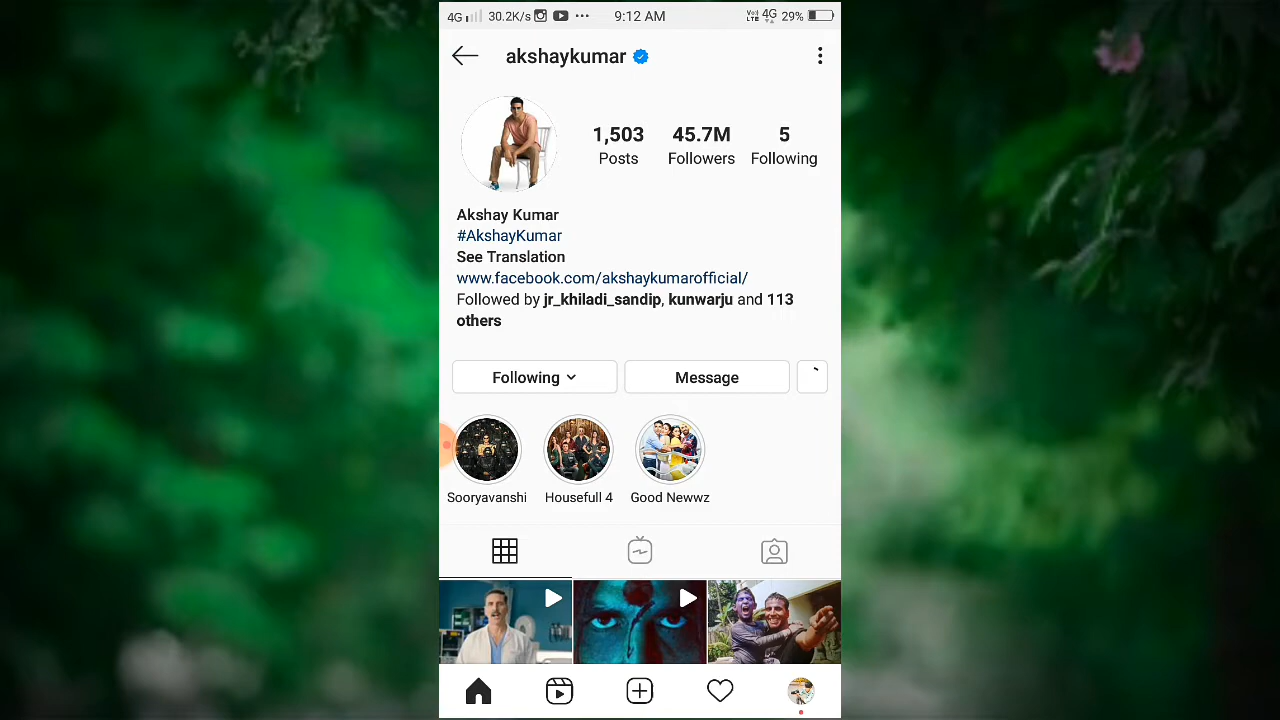 4G 30.2K/s 9:12 AM Vo) LTE 4G 29%
akshaykumar
1,503 45.7M 5
Posts Followers Following
Akshay Kumar
#AkshayKumar
See Translation
www.facebook.com/akshaykumarofficial/
Followed by jr_khiladi_sandip, kunwarju and 113
others
Following Message
Sooryavanshi Housefull 4 Good Newwz